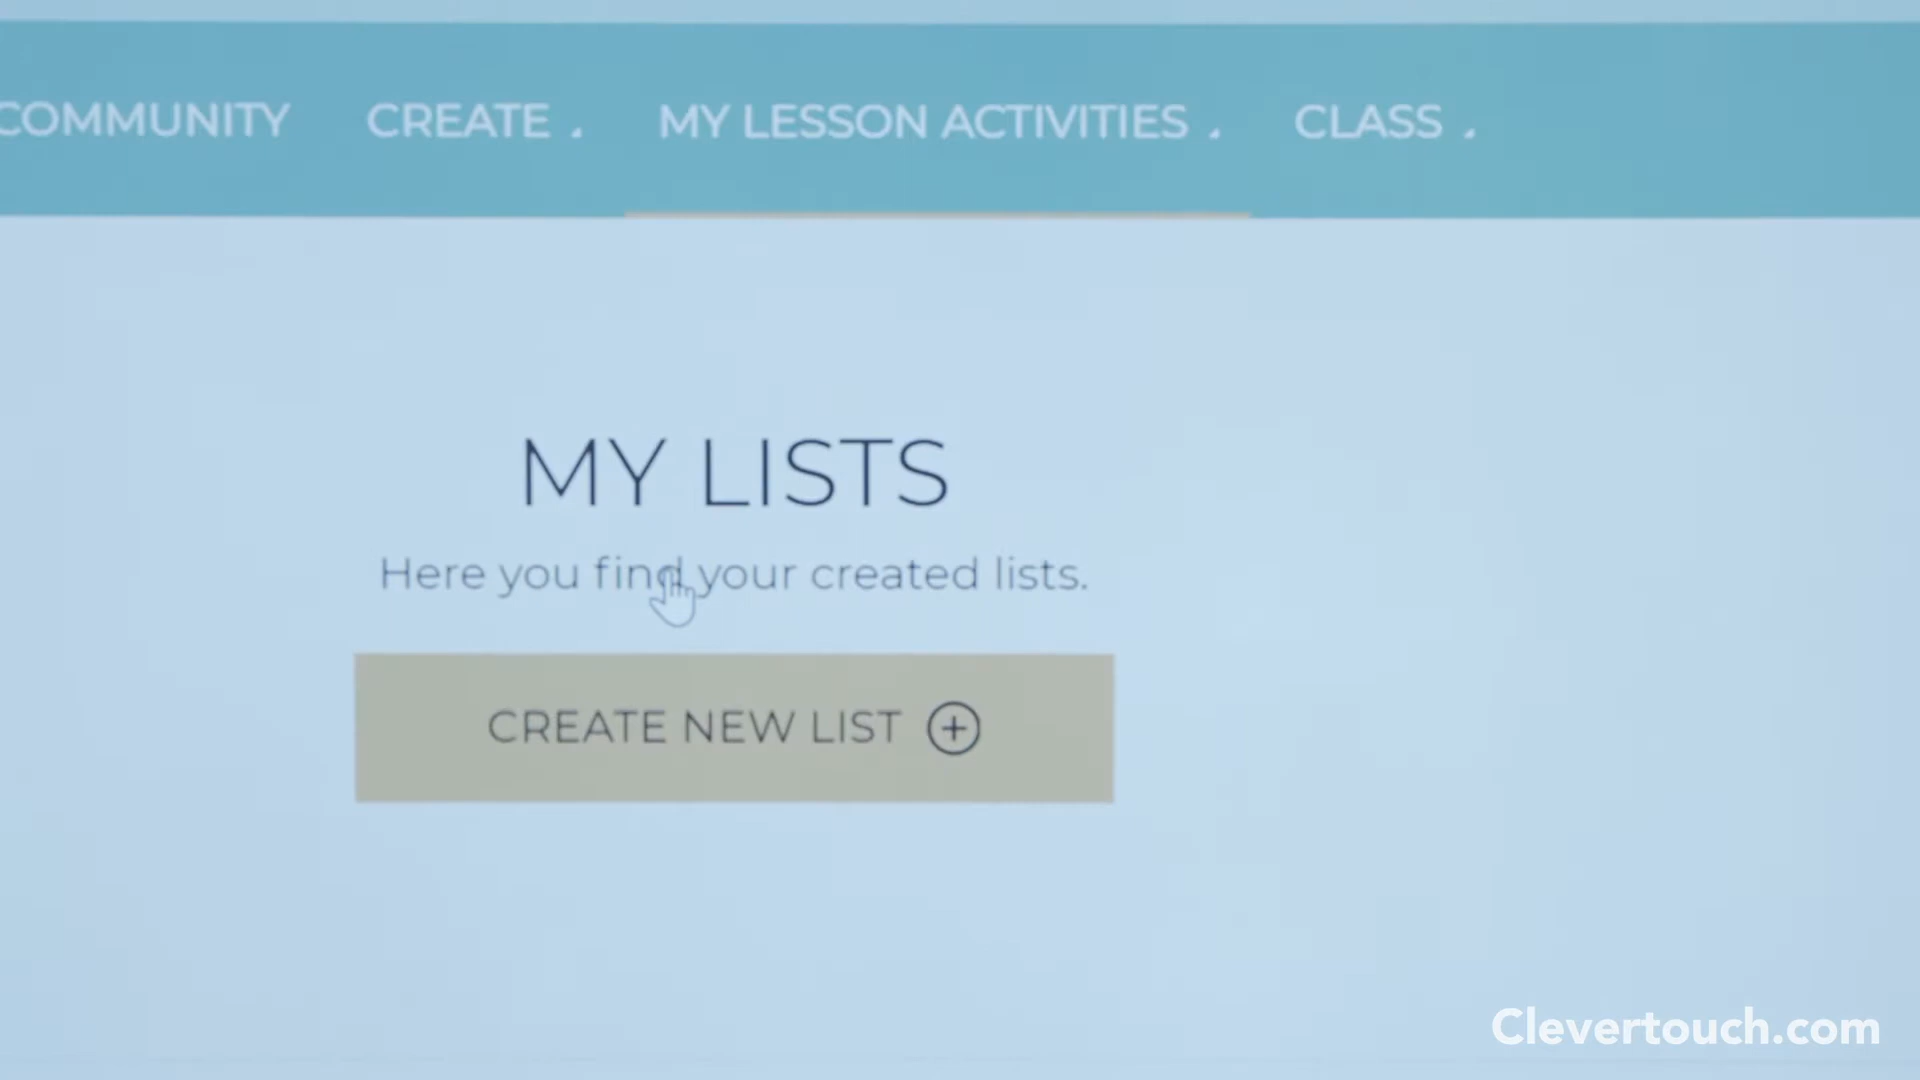 COMMUNITY CREATE MY LESSON ACTIVITIES CLASS
MY LISTS
Here you find your created lists.
CREATE NEW LIST
Clevertouch.com